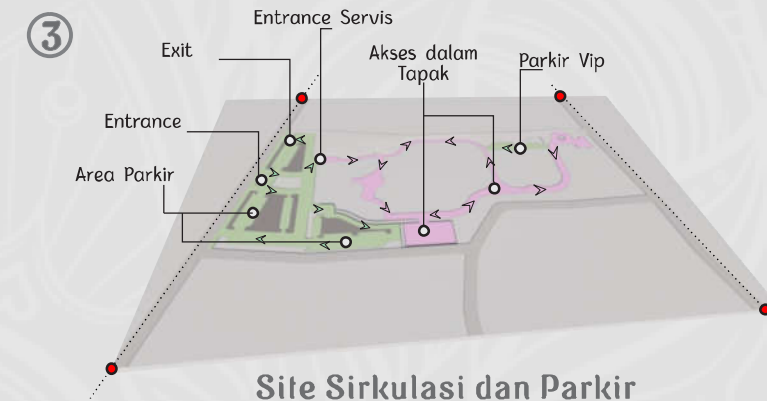 3
Entrance Servis
Exit
Akses dalam
Tapak
Parkir Vip
Entrance
Area Parkir
Site Sirkulasi dan Parkir